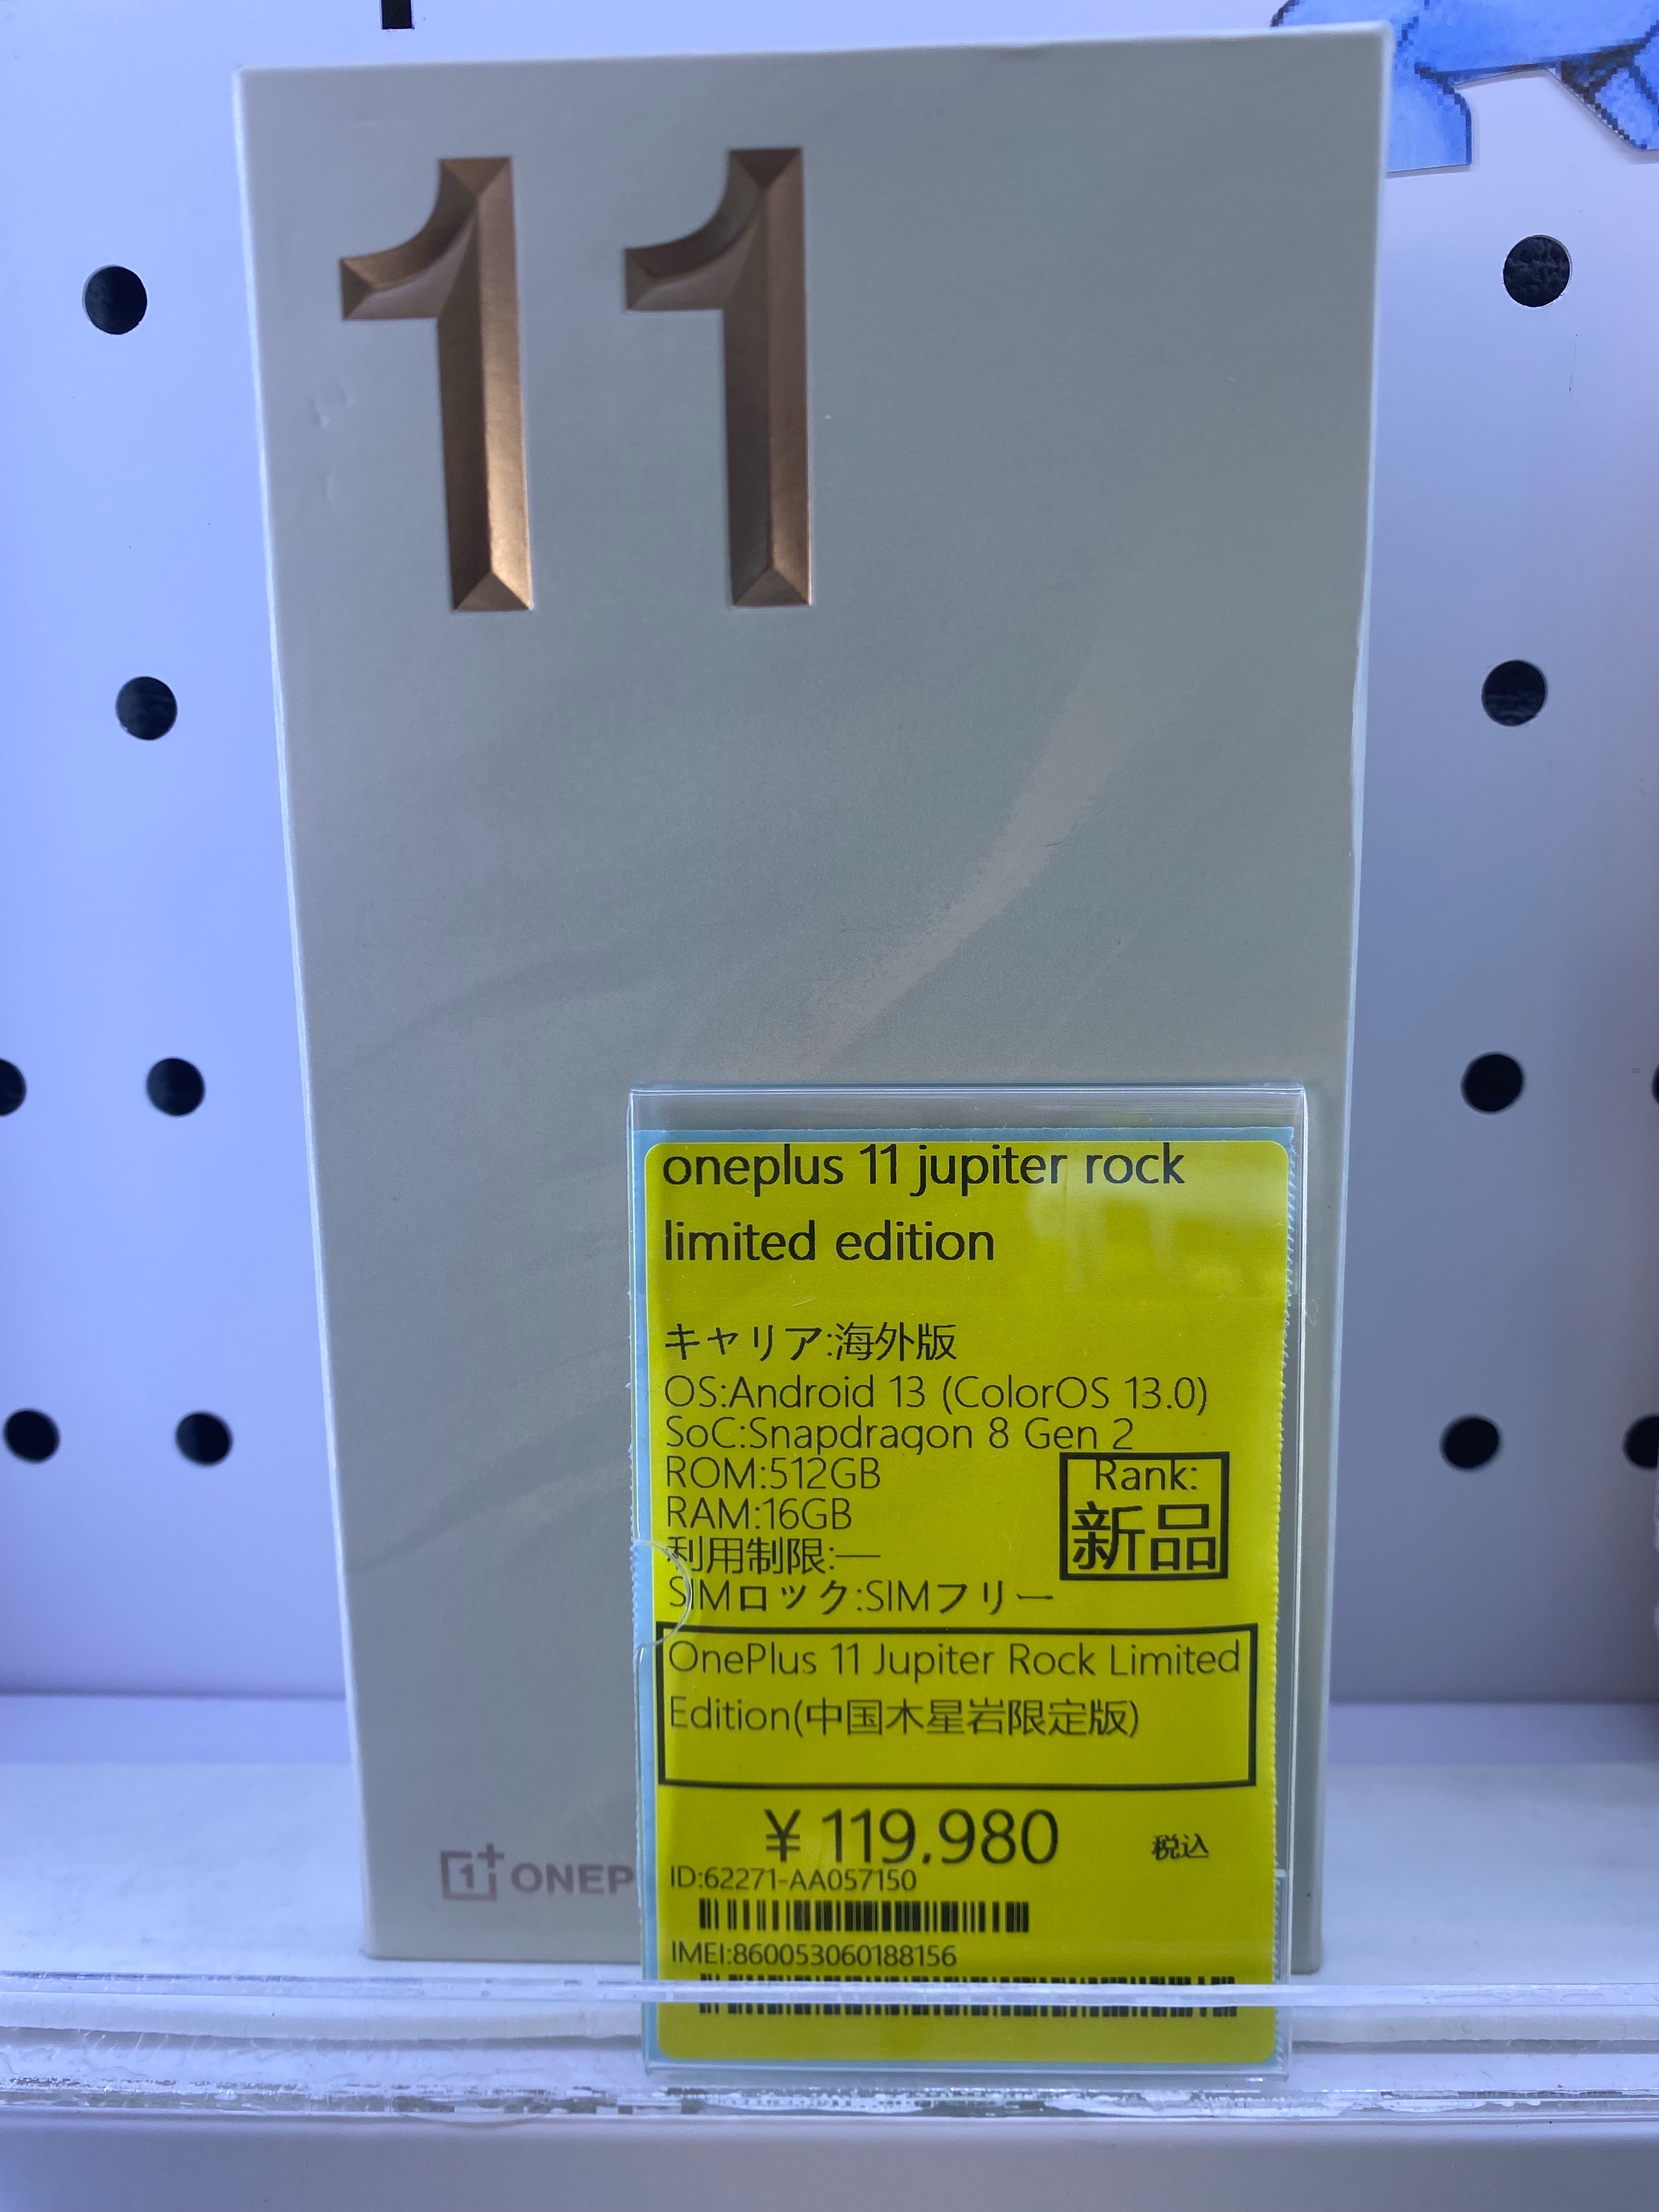 11
oneplus 11 jupiter rock
limited edition
キャリア:海外版
OS:Android 13 (ColorOS 13.0)
SoC:Snapdragon 8 Gen 2
ROM:512GB
RAM:16GB
利用制限:―
SIMロック:SIMフリー
Rank:
新品
OnePlus 11 Jupiter Rock Limited
Edition(中国木星岩限定版)
¥ 119,980 税込
ID:62271-AA057150
IMEI:860053060188156
1+ ONEP